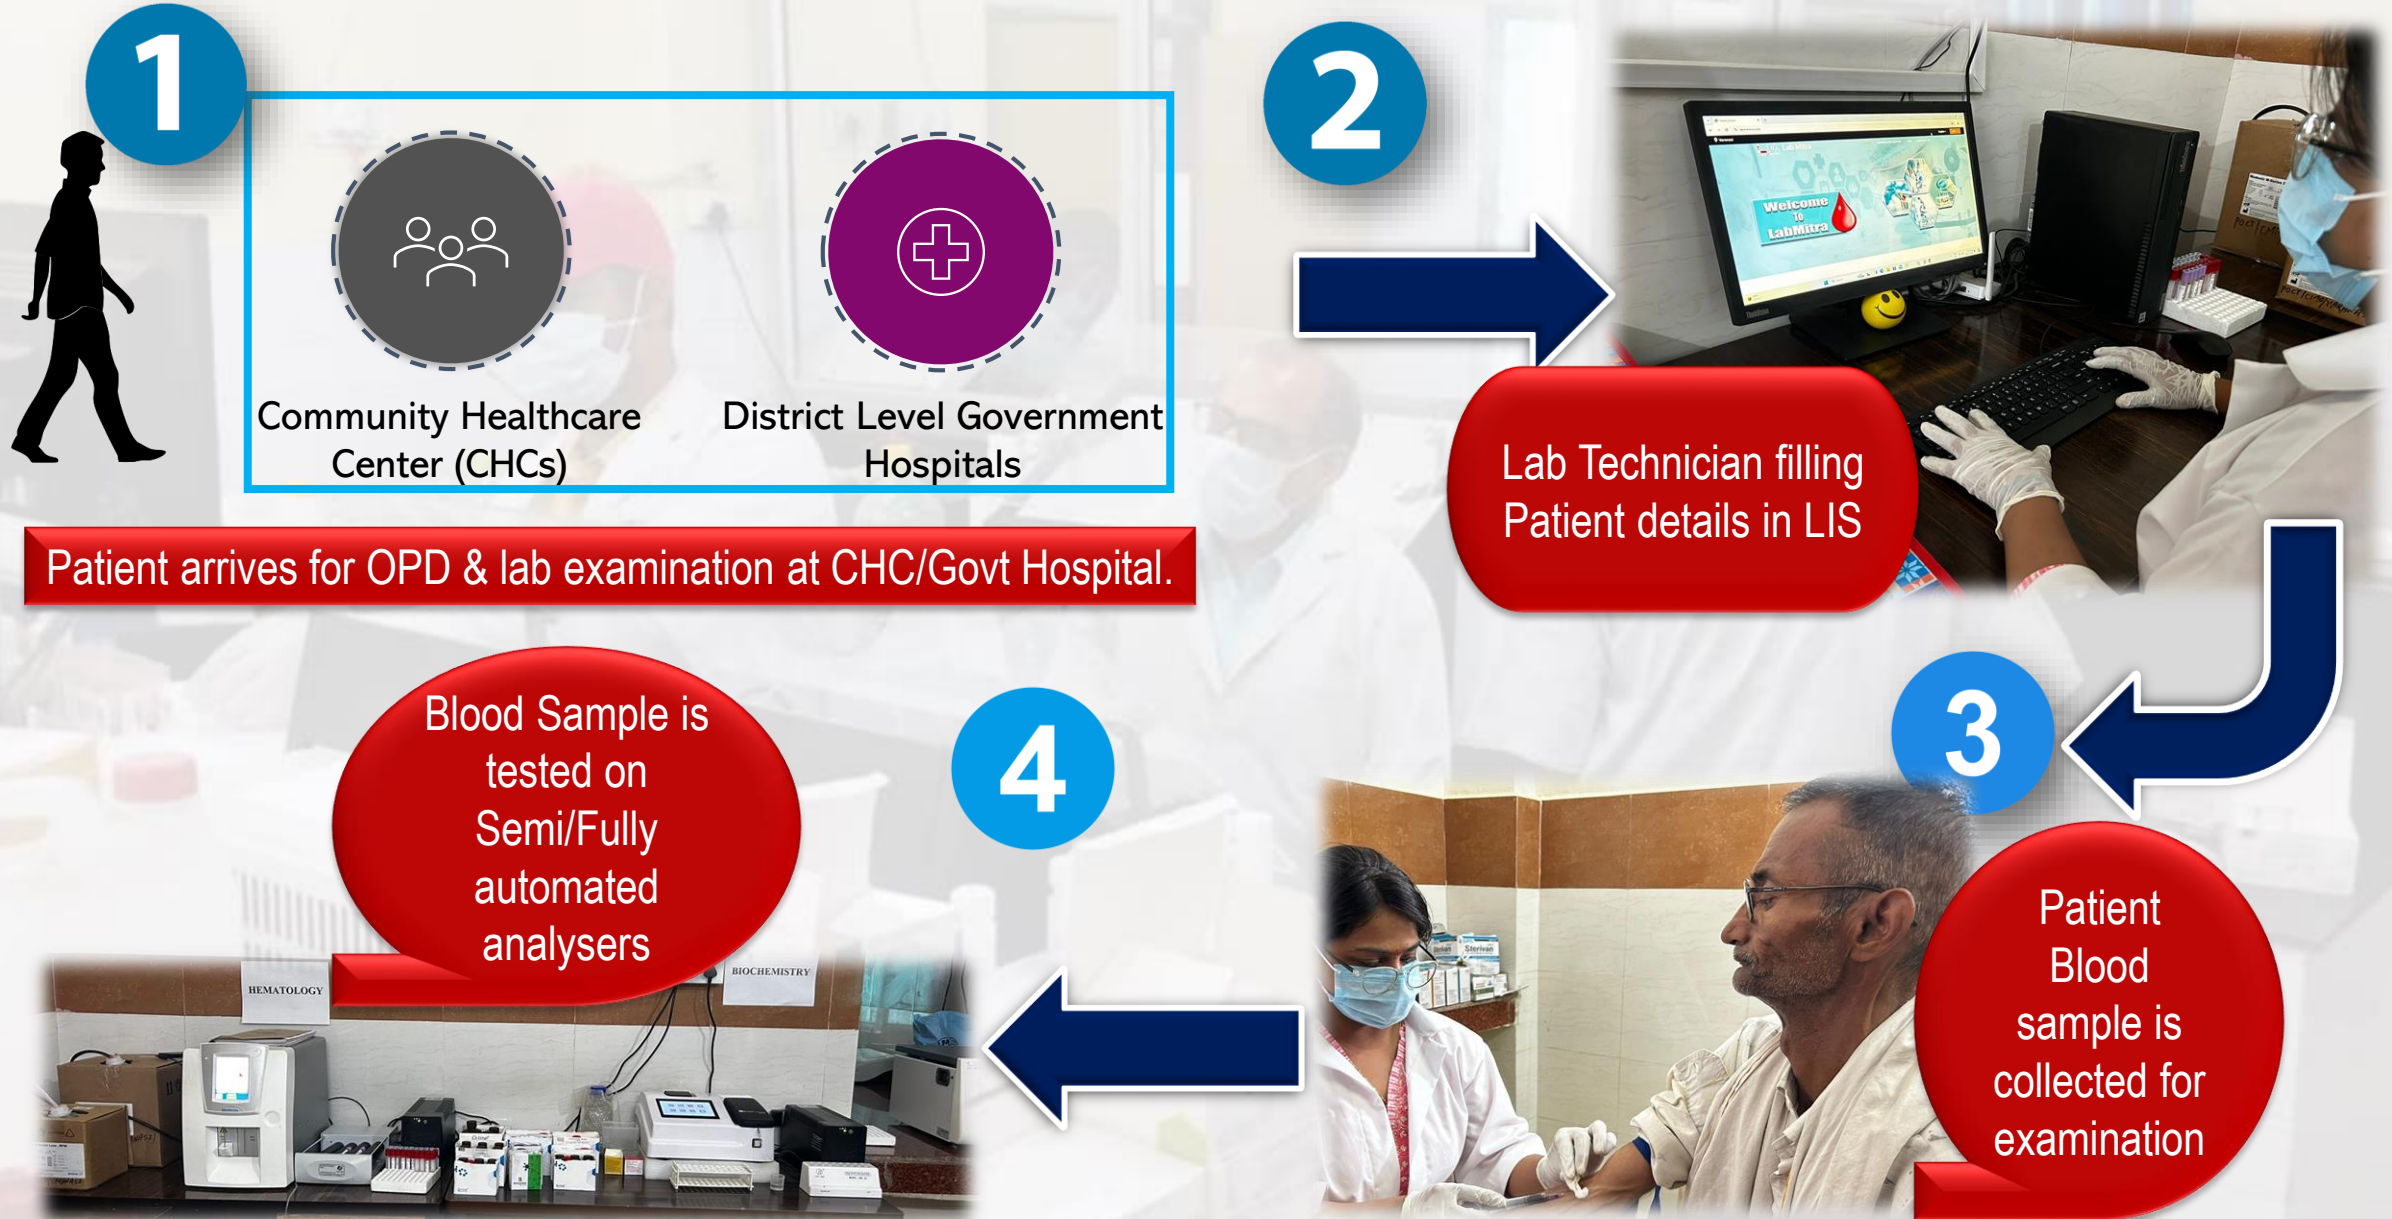 1
Community Healthcare
Center (CHCs)
District Level Government
Hospitals
Patient arrives for OPD & lab examination at CHC/Govt Hospital.
2
Welcome
To
LabMitra
Lab Technician filling
Patient details in LIS
3
Patient
Blood
sample is
collected for
examination
Sterivan
4
Blood Sample is
tested on
Semi/Fully
automated
analysers
HEMATOLOGY
BIOCHEMISTRY